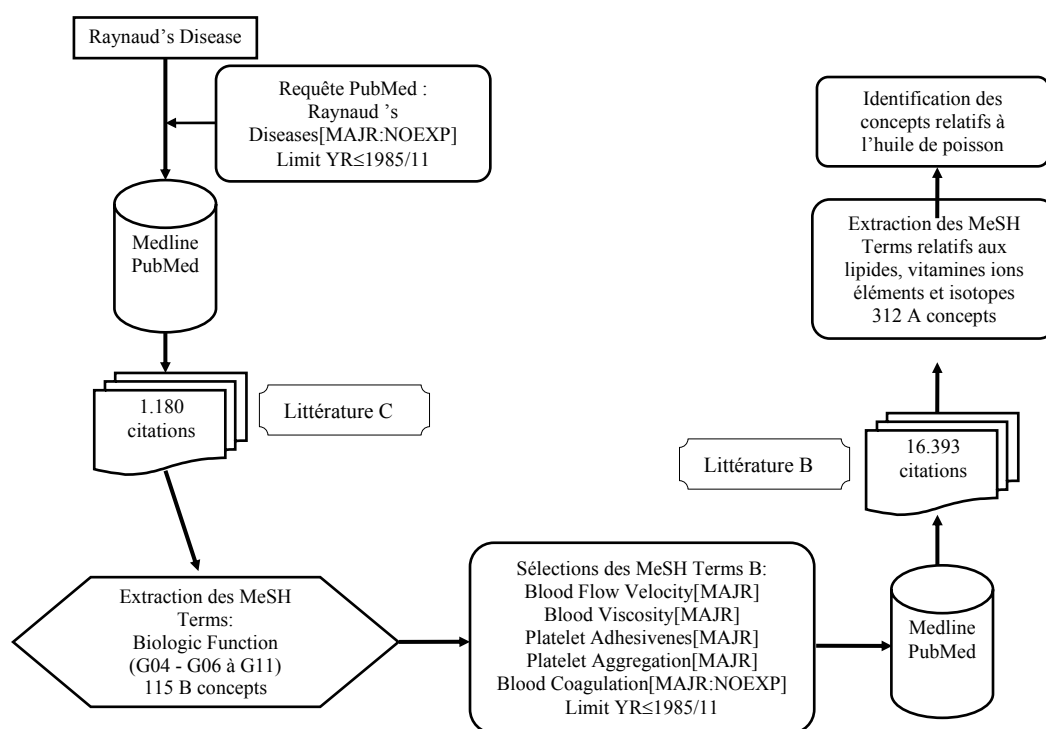 Raynaud's Disease
Requête PubMed :
Raynaud 's
Diseases[MAJR:NOEXP]
Limit YR≤1985/11
Medline
PubMed
1.180
citations
Littérature C
Extraction des MeSH
Terms:
Biologic Function
(G04 - G06 à G11)
115 B concepts
Sélections des MeSH Terms B:
Blood Flow Velocity[MAJR]
Blood Viscosity[MAJR]
Platelet Adhesivenes[MAJR]
Platelet Aggregation[MAJR]
Blood Coagulation[MAJR:NOEXP]
Limit YR≤1985/11
Medline
PubMed
16.393
citations
Littérature B
Extraction des MeSH
Terms relatifs aux
lipides, vitamines ions
éléments et isotopes
312 A concepts
Identification des
concepts relatifs à
l'huile de poisson